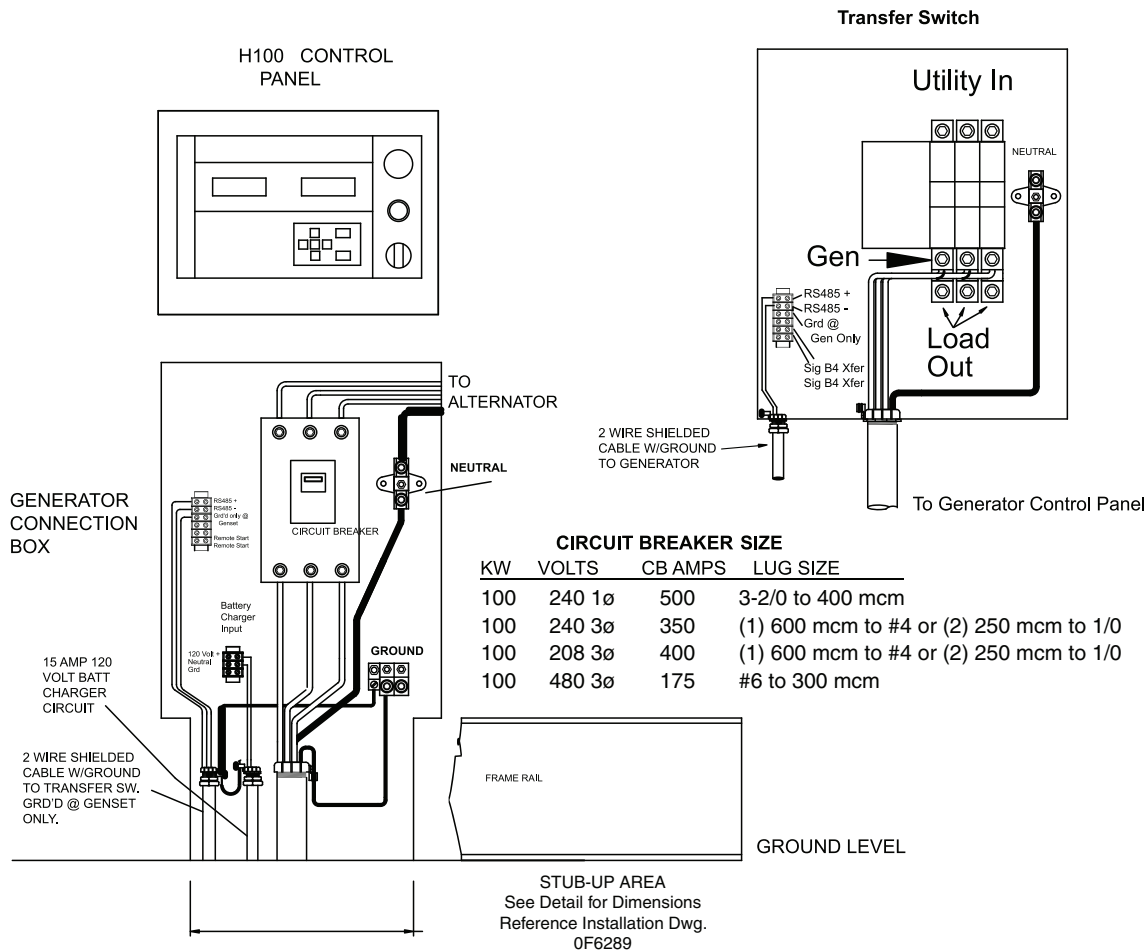 Transfer Switch
H100 CONTROL
PANEL
Utility In
NEUTRAL
Gen
RS485 +
RS485 -
Grd @
Gen Only
Sig B4 Xfer
Sig B4 Xfer
Load
Out
2 WIRE SHIELDED
CABLE W/GROUND
TO GENERATOR
To Generator Control Panel
TO
ALTERNATOR
NEUTRAL
GENERATOR
CONNECTION
BOX
RS485 +
RS485 -
Grd'd only @
Genset
Remote Start
Remote Start
CIRCUIT BREAKER
Battery
Charger
Input
120 Volt +
Neutral
Grd
GROUND
15 AMP 120
VOLT BATT
CHARGER
CIRCUIT
2 WIRE SHIELDED
CABLE W/GROUND
TO TRANSFER SW.
GRD'D @ GENSET
ONLY.
CIRCUIT BREAKER SIZE
KW VOLTS CB AMPS LUG SIZE
100 240 1ø 500 3-2/0 to 400 mcm
100 240 3ø 350 (1) 600 mcm to #4 or (2) 250 mcm to 1/0
100 208 3ø 400 (1) 600 mcm to #4 or (2) 250 mcm to 1/0
100 480 3ø 175 #6 to 300 mcm
FRAME RAIL
GROUND LEVEL
STUB-UP AREA
See Detail for Dimensions
Reference Installation Dwg.
0F6289